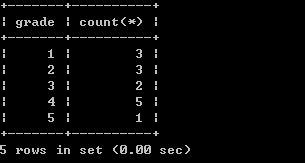 +-------+----------+
| grade | count(*) |
+-------+----------+
|     1 |        3 |
|     2 |        3 |
|     3 |        2 |
|     4 |        5 |
|     5 |        1 |
+-------+----------+
5 rows in set (0.00 sec)